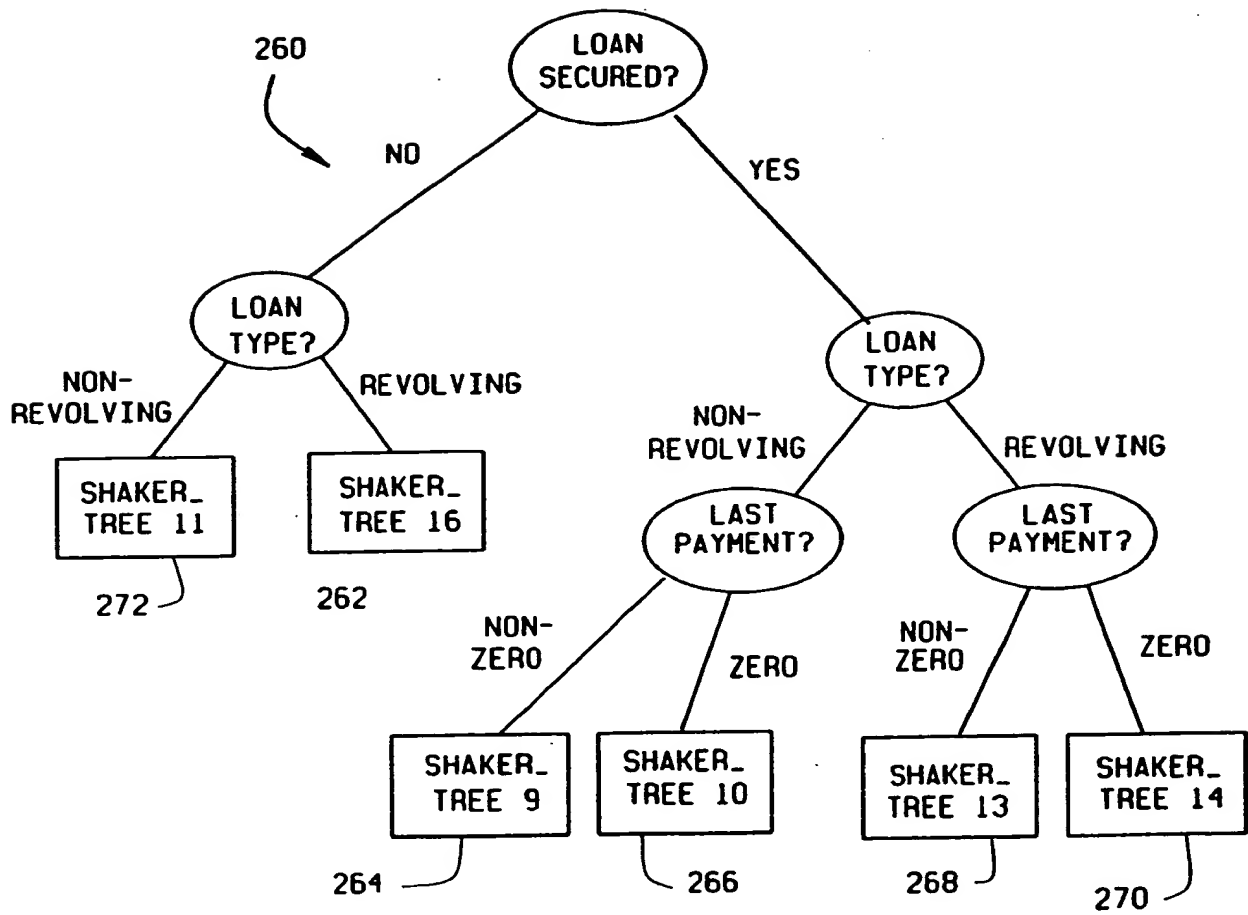 260
LOAN
SECURED?
NO
YES
LOAN
TYPE?
LOAN
TYPE?
NON-
REVOLVING
REVOLVING
NON-
REVOLVING
REVOLVING
SHAKER_
TREE 11
SHAKER_
TREE 16
LAST
PAYMENT?
LAST
PAYMENT?
272
262
NON-
ZERO
ZERO
NON-
ZERO
ZERO
SHAKER_
TREE 9
SHAKER_
TREE 10
SHAKER_
TREE 13
SHAKER_
TREE 14
264
266
268
270